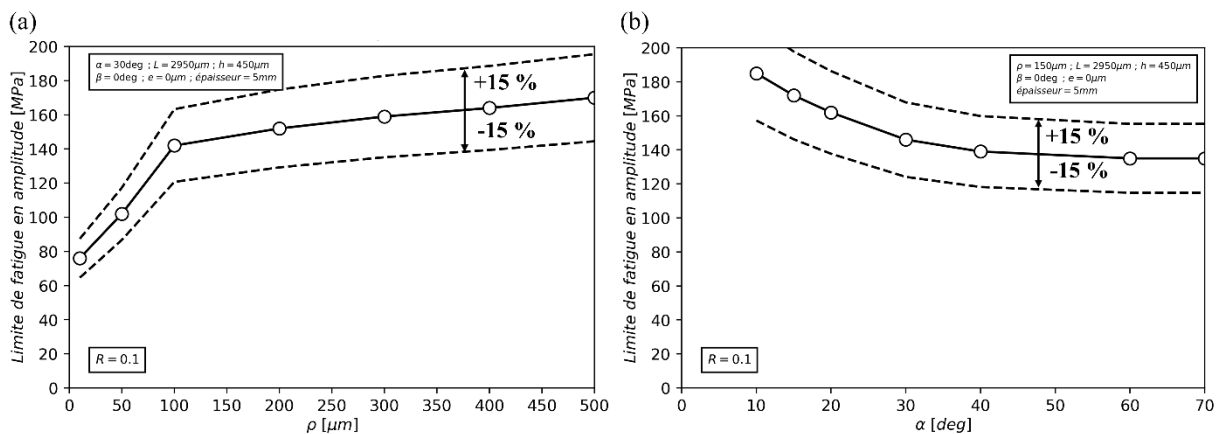 (a)
Limite de fatigue en amplitude [MPa]
200
180
160
140
120
100
80
60
40
20
0
α = 30deg ; L = 2950μm ; h = 450μm
β = 0deg ; e = 0μm ; épaisseur = 5mm
+15 %
-15 %
R = 0.1
0 50 100 150 200 250 300 350 400 450 500
ρ [μm]
(b)
Limite de fatigue en amplitude [MPa]
200
180
160
140
120
100
80
60
40
20
0
ρ = 150μm ; L = 2950μm ; h = 450μm
β = 0deg ; e = 0μm
épaisseur = 5mm
+15 %
-15 %
R = 0.1
0 10 20 30 40 50 60 70
α [deg]